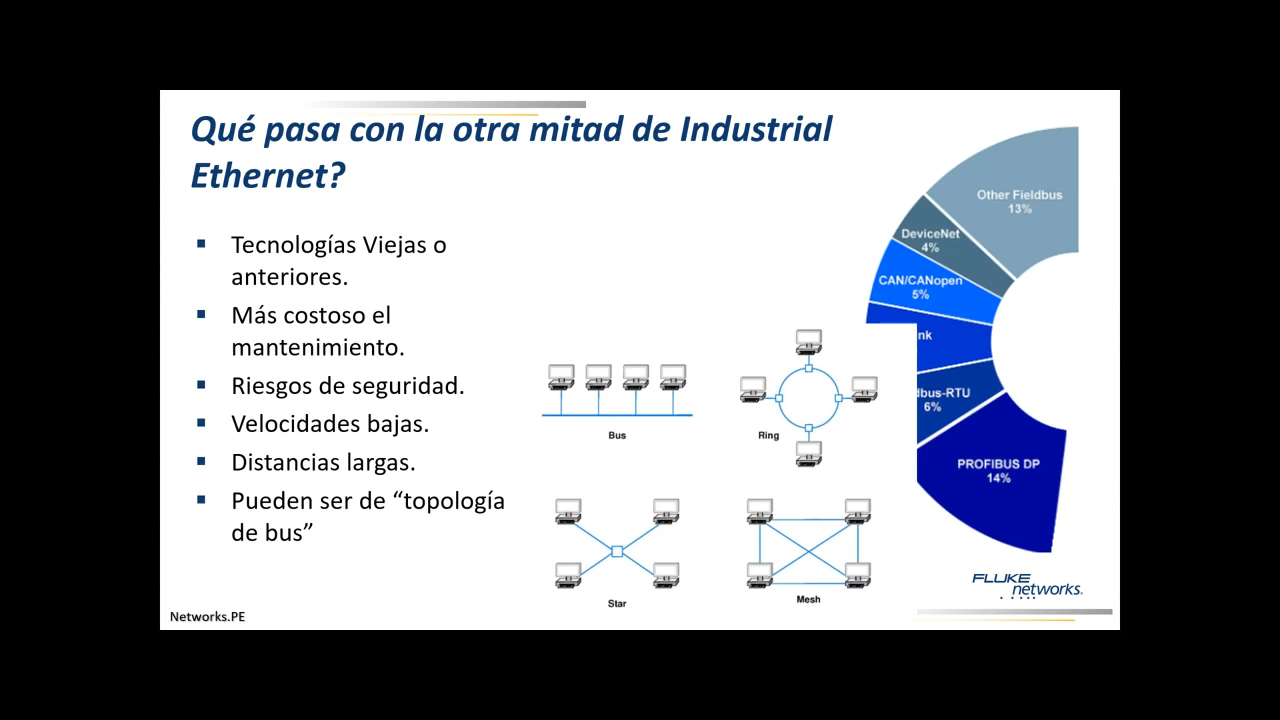 Qué pasa con la otra mitad de Industrial
Ethernet?
Tecnologías Viejas o
anteriores.
Más costoso el
mantenimiento.
Riesgos de seguridad.
Velocidades bajas.
Distancias largas.
Pueden ser de “topología
de bus”
Bus
Ring
Star
Mesh
Other Fieldbus
13%
DeviceNet
4%
CAN/CANopen
5%
nk
dbus-RTU
6%
PROFIBUS DP
14%
FLUKE
networks.
Networks.PE